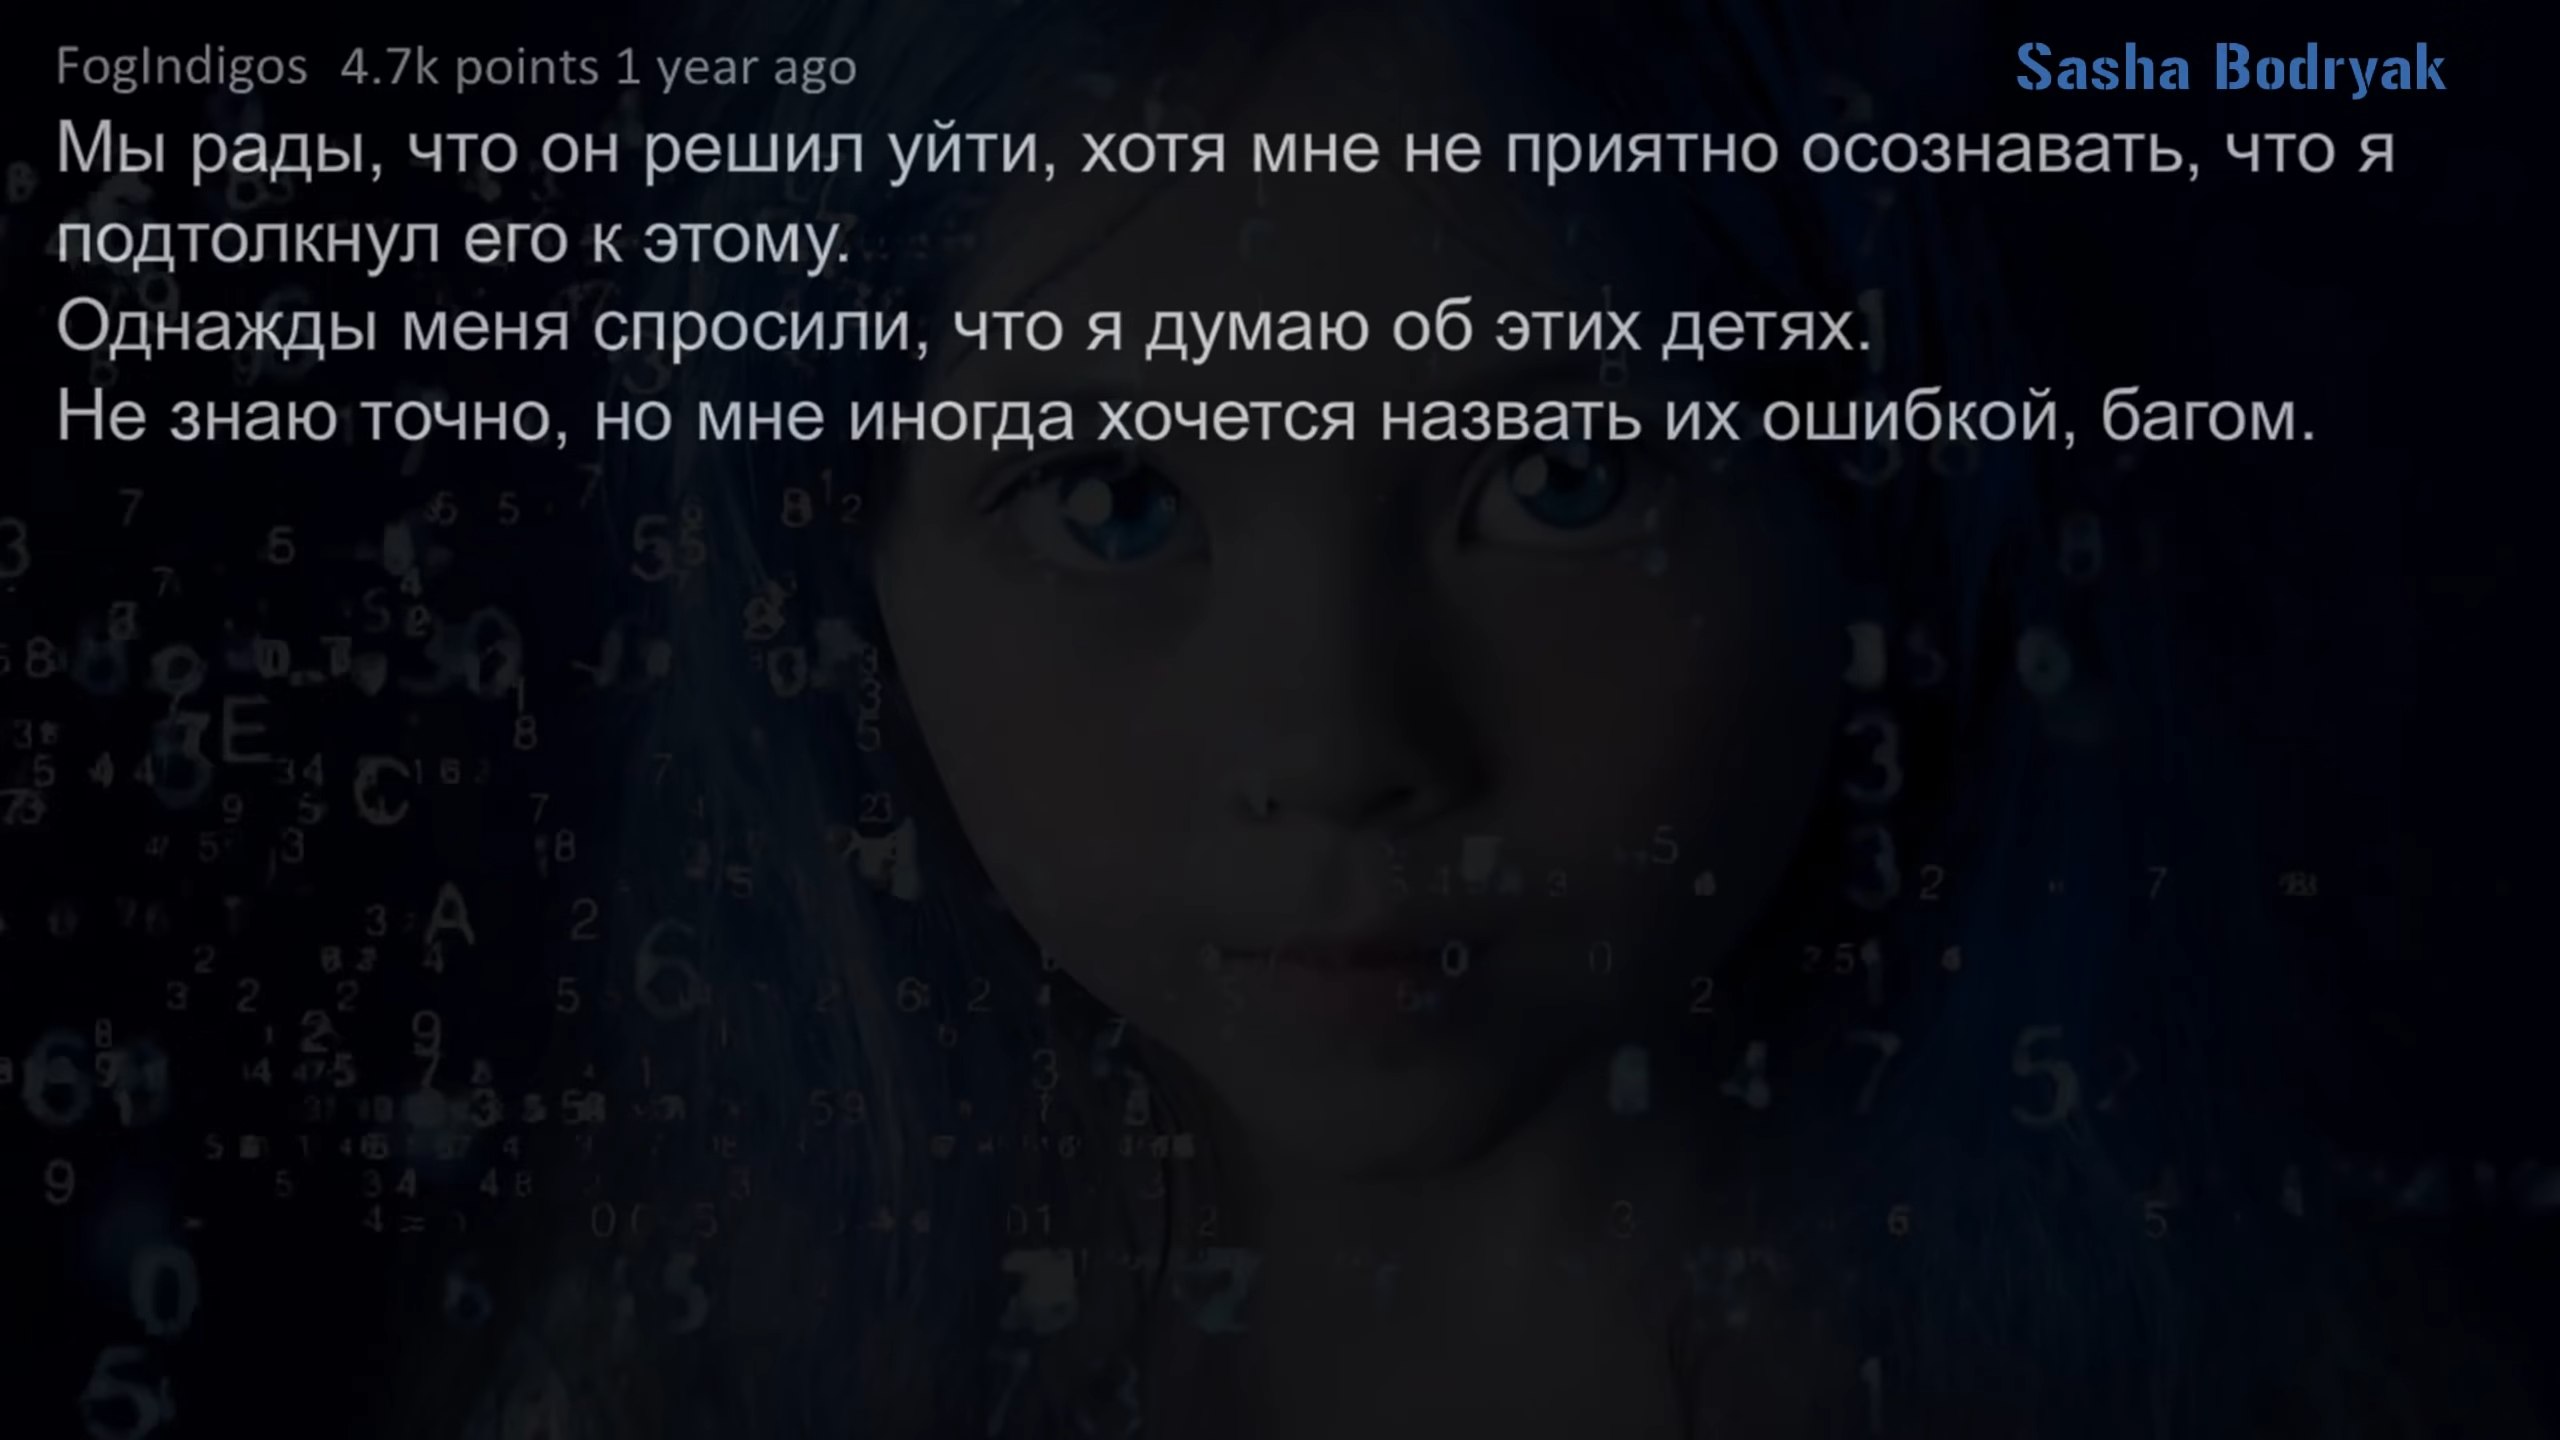 FogIndigos 4.7k points 1 year ago
Sasha Bodryak
Мы рады, что он решил уйти, хотя мне не приятно осознавать, что я
подтолкнул его к этому.
Однажды меня спросили, что я думаю об этих детях.
Не знаю точно, но мне иногда хочется назвать их ошибкой, багом.